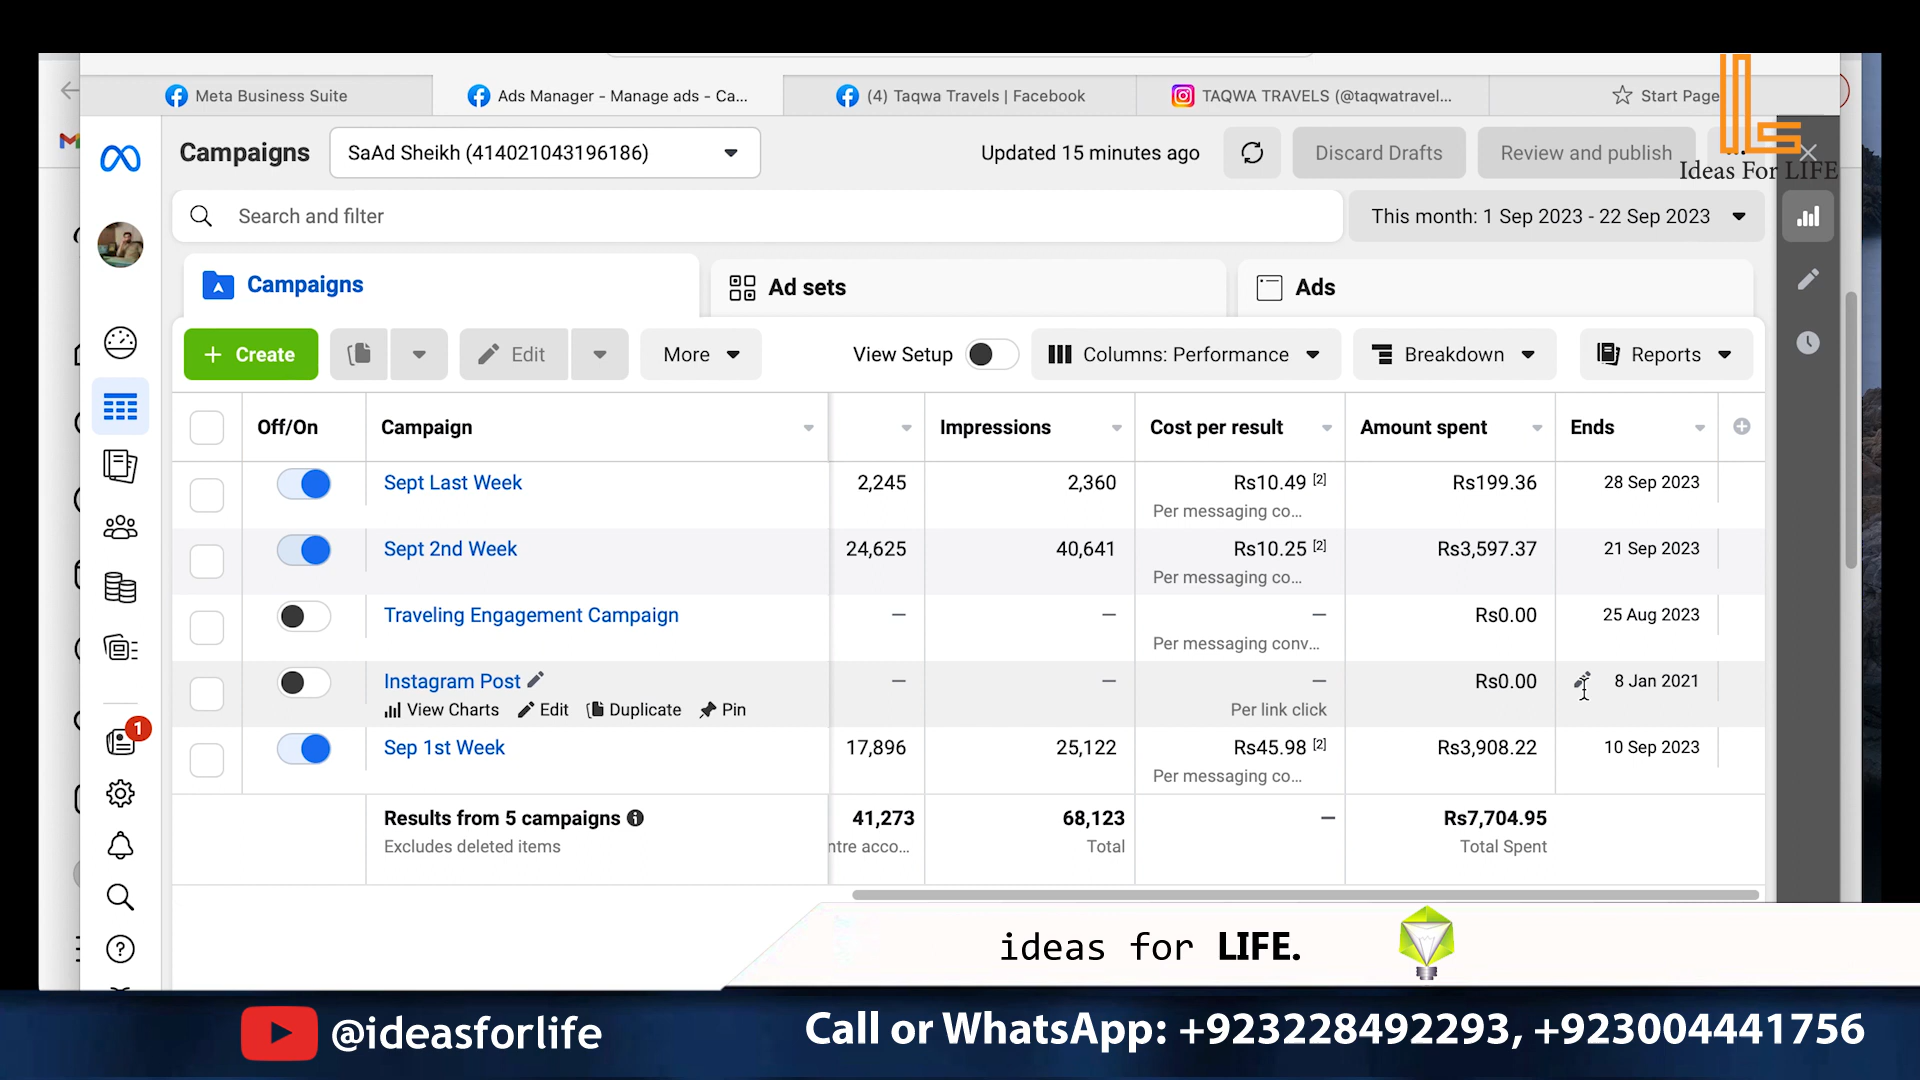 Meta Business Suite
Ads Manager - Manage ads - Ca...
(4) Taqwa Travels | Facebook
TAQWA TRAVELS (@taqwatravel...
Start Page
Campaigns
SaAd Sheikh (414021043196186)
Updated 15 minutes ago
Discard Drafts
Review and publish
Ideas For LIFE
Search and filter
This month: 1 Sep 2023 - 22 Sep 2023
Campaigns
Ad sets
Ads
+ Create
Edit
More
View Setup
Columns: Performance
Breakdown
Reports
Off/On
Campaign
Impressions
Cost per result
Amount spent
Ends
Sept Last Week
2,245
2,360
Rs10.49 [2]
Rs199.36
28 Sep 2023
Per messaging co...
Sept 2nd Week
24,625
40,641
Rs10.25 [2]
Rs3,597.37
21 Sep 2023
Per messaging co...
Traveling Engagement Campaign
—
—
—
Rs0.00
25 Aug 2023
Per messaging conv...
Instagram Post
—
—
—
Rs0.00
8 Jan 2021
View Charts
Edit
Duplicate
Pin
Per link click
Sep 1st Week
17,896
25,122
Rs45.98 [2]
Rs3,908.22
10 Sep 2023
Per messaging co...
Results from 5 campaigns
41,273
68,123
—
Rs7,704.95
Excludes deleted items
ntre acco...
Total
Total Spent
1
ideas for LIFE.
@ideasforlife
Call or WhatsApp: +923228492293, +923004441756